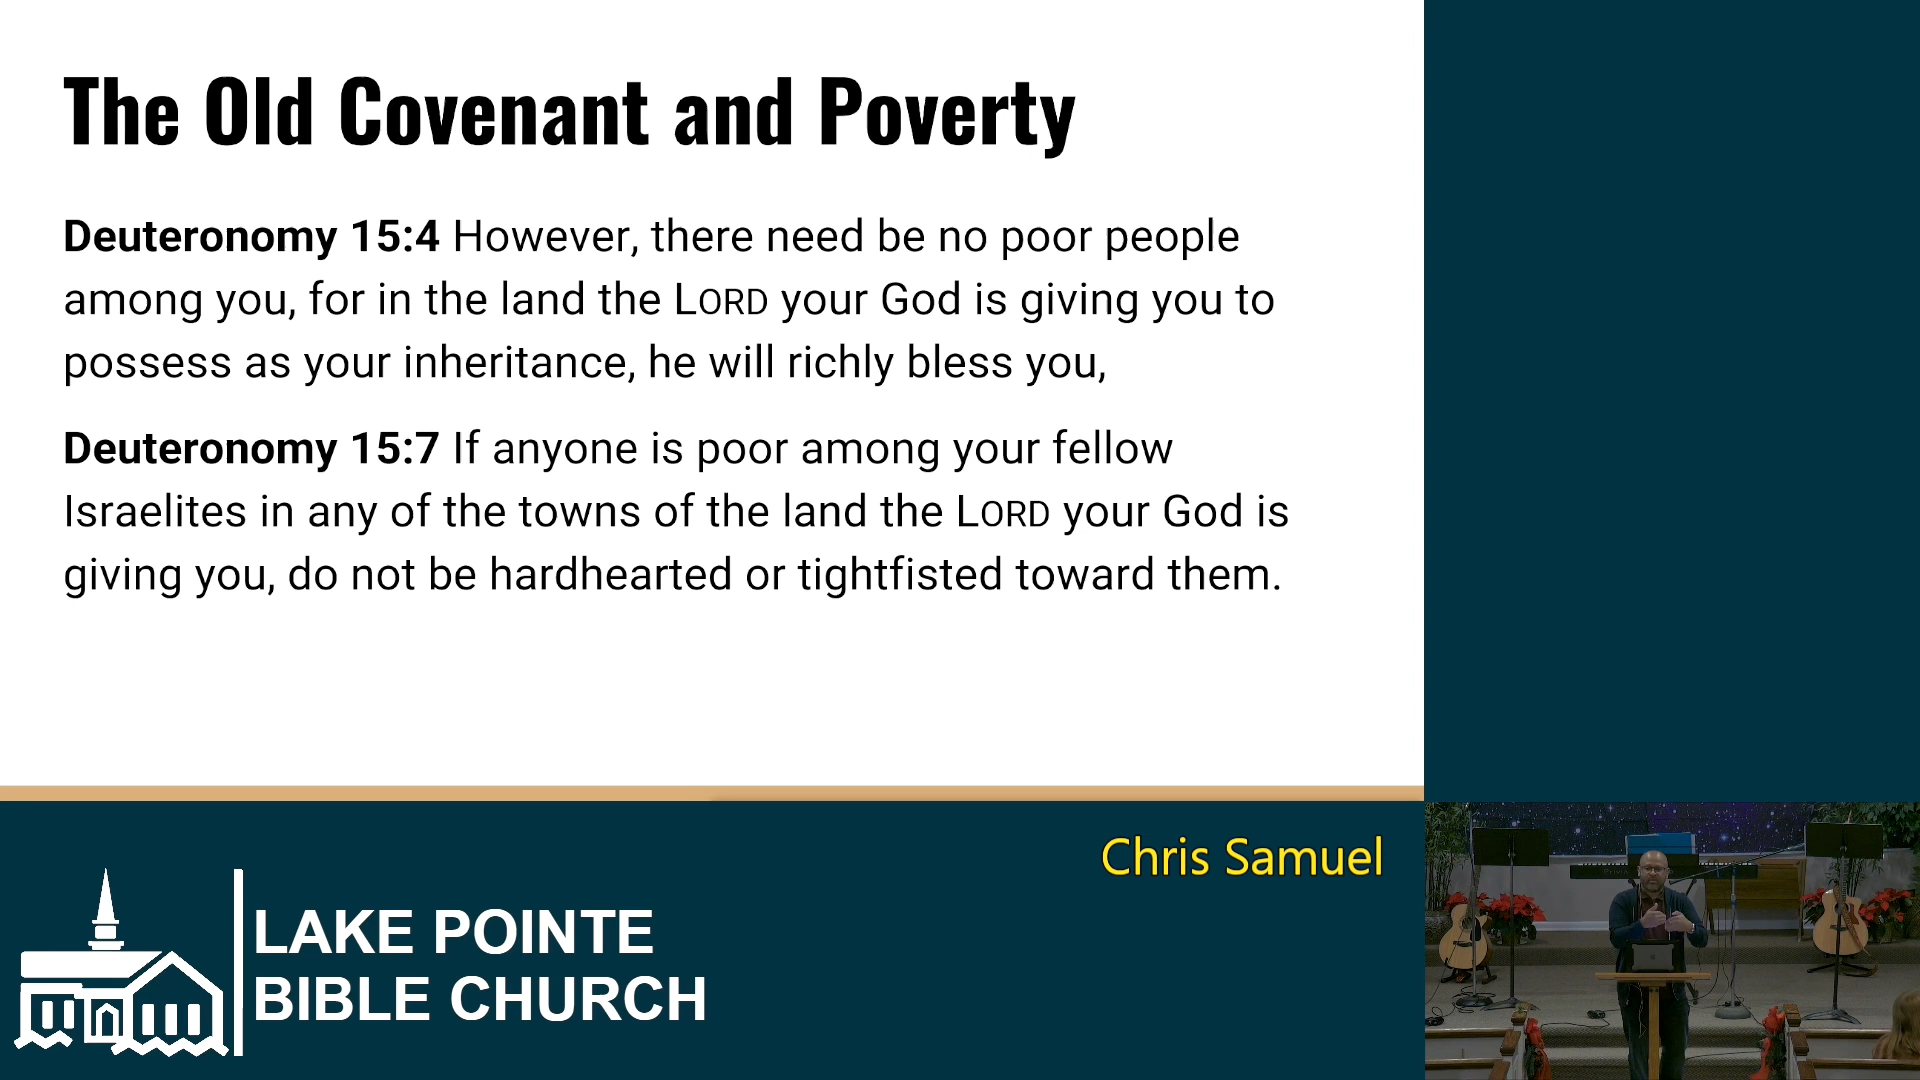 The Old Covenant and Poverty
Deuteronomy 15:4 However, there need be no poor people
among you, for in the land the LORD your God is giving you to
possess as your inheritance, he will richly bless you,
Deuteronomy 15:7 If anyone is poor among your fellow
Israelites in any of the towns of the land the LORD your God is
giving you, do not be hardhearted or tightfisted toward them.
Chris Samuel
LAKE POINTE
BIBLE CHURCH